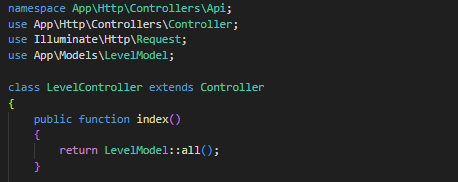 namespace App\Http\Controllers\Api;
use App\Http\Controllers\Controller;
use Illuminate\Http\Request;
use App\Models\LevelModel;
class LevelController extends Controller
{
public function index()
{
return LevelModel::all();
}